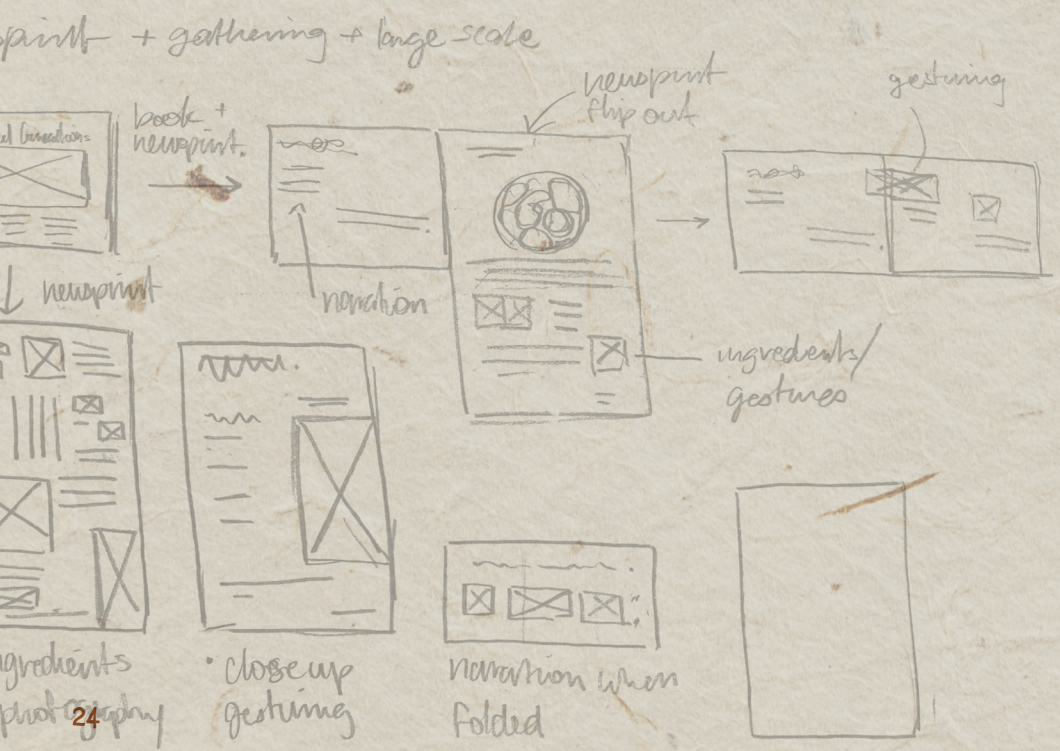 + gathering + large scale
newsprint
flip out
gesturing
book +
newsprint.
newsprint
narration
ingredients/
gestures
ngredients
photography
24
• close up
gesturing
narration when
folded